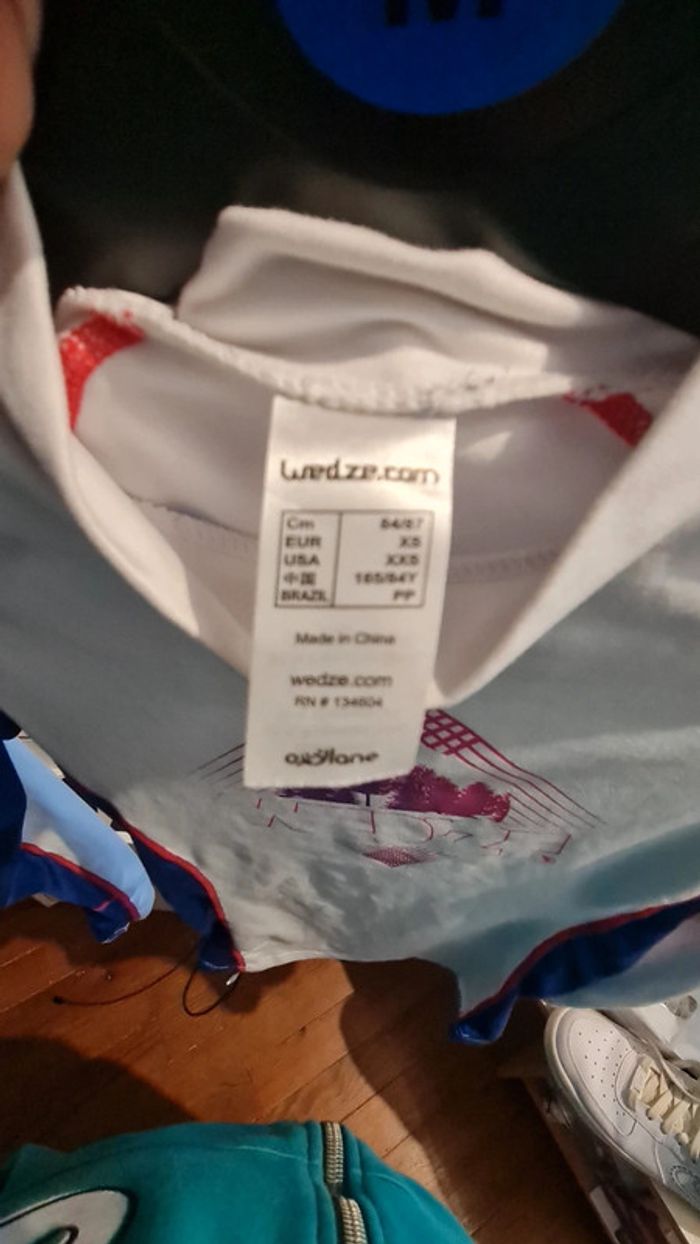 M
wedze.com
Cm 84/87
EUR XS
USA XXS
中国 165/84Y
BRAZIL PP
Made in China
wedze.com
RN # 134604
oxylane